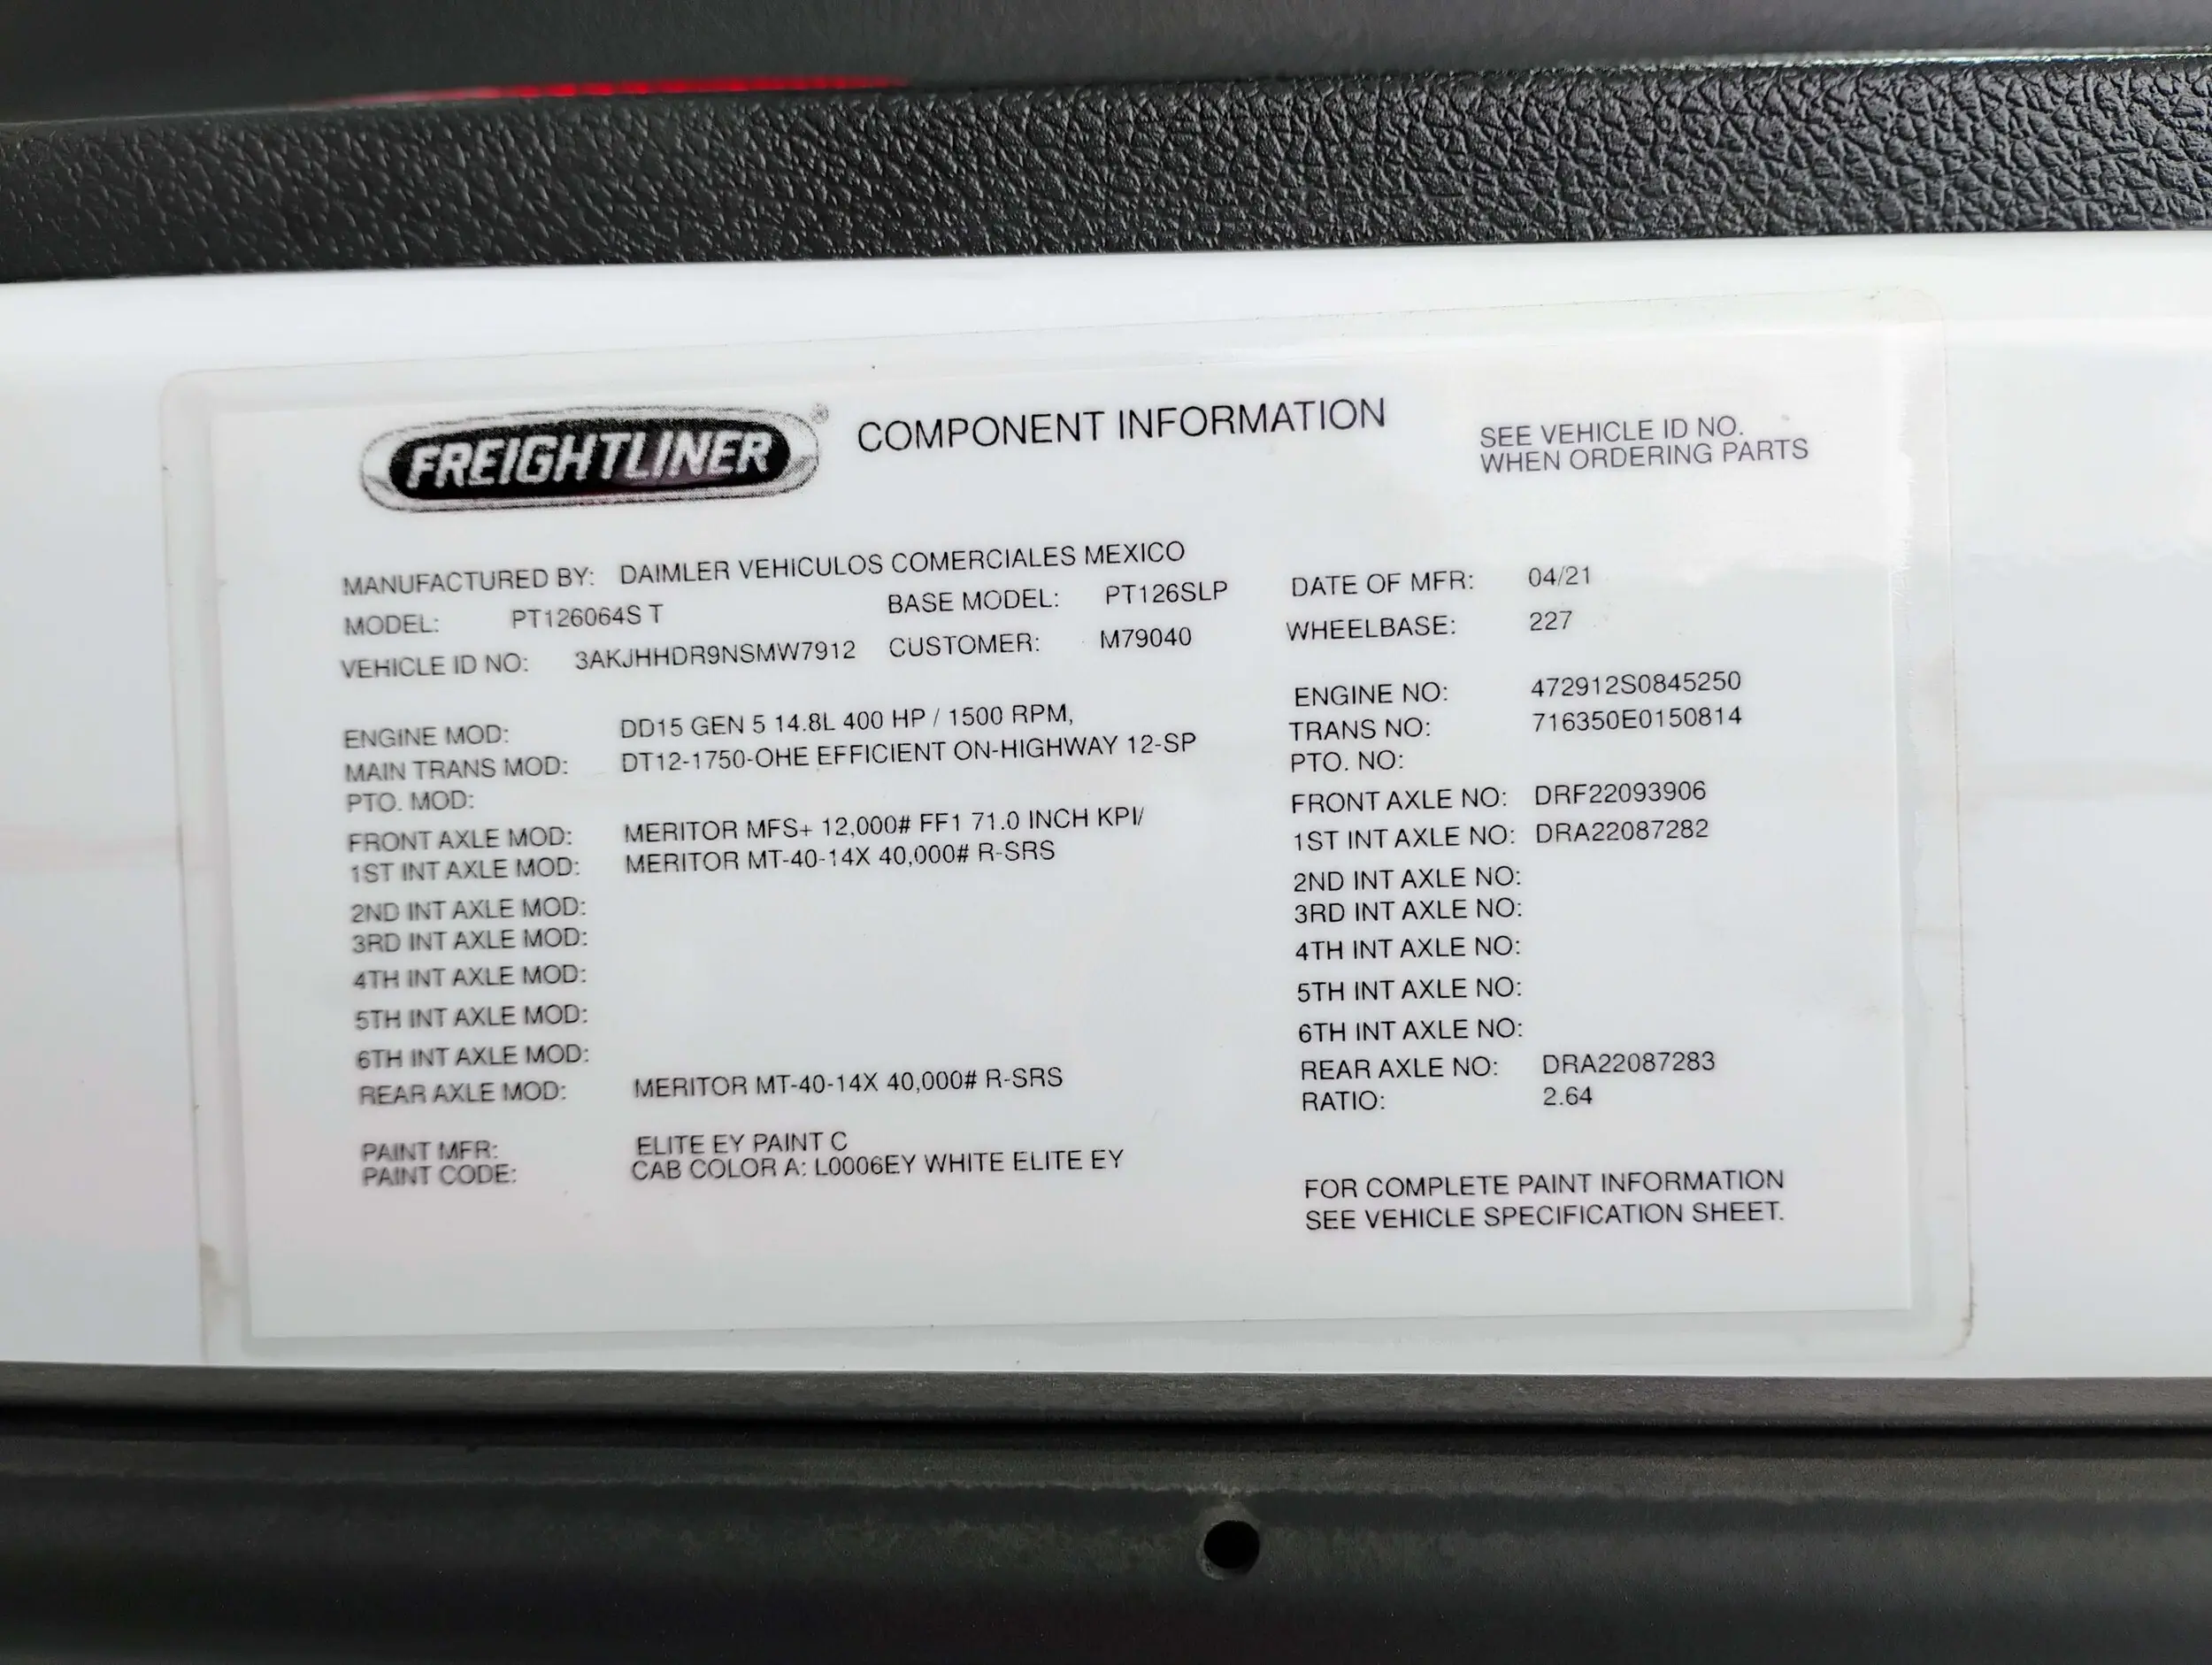 FREIGHTLINER® COMPONENT INFORMATION
SEE VEHICLE ID NO.
WHEN ORDERING PARTS
MANUFACTURED BY: DAIMLER VEHICULOS COMERCIALES MEXICO
DATE OF MFR: 04/21
MODEL: PT126064S T BASE MODEL: PT126SLP
WHEELBASE: 227
VEHICLE ID NO: 3AKJHHDR9NSMW7912 CUSTOMER: M79040
ENGINE MOD: DD15 GEN 5 14.8L 400 HP / 1500 RPM,
ENGINE NO: 472912S0845250
MAIN TRANS MOD: DT12-1750-OHE EFFICIENT ON-HIGHWAY 12-SP
TRANS NO: 716350E0150814
PTO. MOD:
PTO. NO:
FRONT AXLE MOD: MERITOR MFS+ 12,000# FF1 71.0 INCH KPI/
FRONT AXLE NO: DRF22093906
1ST INT AXLE MOD: MERITOR MT-40-14X 40,000# R-SRS
1ST INT AXLE NO: DRA22087282
2ND INT AXLE MOD:
2ND INT AXLE NO:
3RD INT AXLE MOD:
3RD INT AXLE NO:
4TH INT AXLE MOD:
4TH INT AXLE NO:
5TH INT AXLE MOD:
5TH INT AXLE NO:
6TH INT AXLE MOD:
6TH INT AXLE NO:
REAR AXLE MOD: MERITOR MT-40-14X 40,000# R-SRS
REAR AXLE NO: DRA22087283
RATIO: 2.64
PAINT MFR: ELITE EY PAINT C
PAINT CODE: CAB COLOR A: L0006EY WHITE ELITE EY
FOR COMPLETE PAINT INFORMATION
SEE VEHICLE SPECIFICATION SHEET.